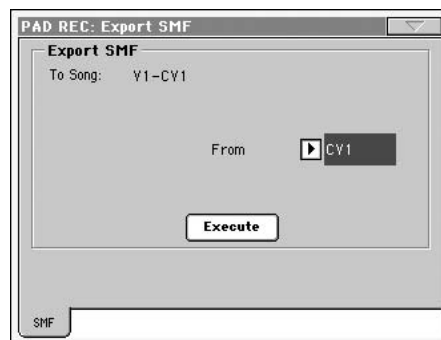 PAD REC: Export SMF
Export SMF
To Song: V1-CV1
From CV1
Execute
SMF